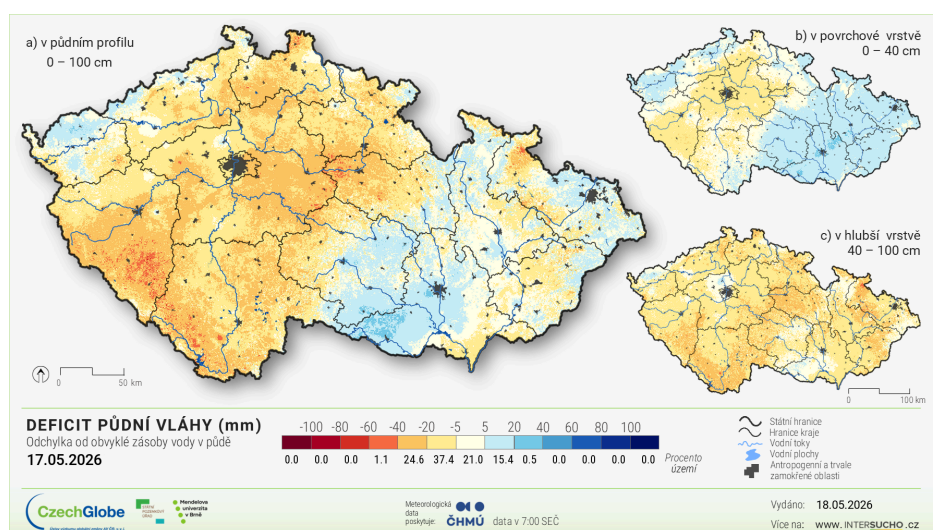 a) v půdním profilu
0 – 100 cm
b) v povrchové vrstvě
0 – 40 cm
c) v hlubší vrstvě
40 – 100 cm
0 50 km
0 100 km
DEFICIT PŮDNÍ VLÁHY (mm)
Odchylka od obvyklé zásoby vody v půdě
17.05.2026
-100 -80 -60 -40 -20 -5 5 20 40 60 80 100
0.0 0.0 0.0 1.1 24.6 37.4 21.0 15.4 0.5 0.0 0.0 0.0 0.0
Procento
území
Státní hranice
Hranice kraje
Vodní toky
Vodní plochy
Antropogenní a trvale
zamokřené oblasti
CzechGlobe
Mendelova
univerzita
v Brně
Meteorologická
data
poskytuje:
ČHMÚ
data v 7:00 SEČ
Vydáno: 18.05.2026
Více na: www. INTERSUCHO .cz